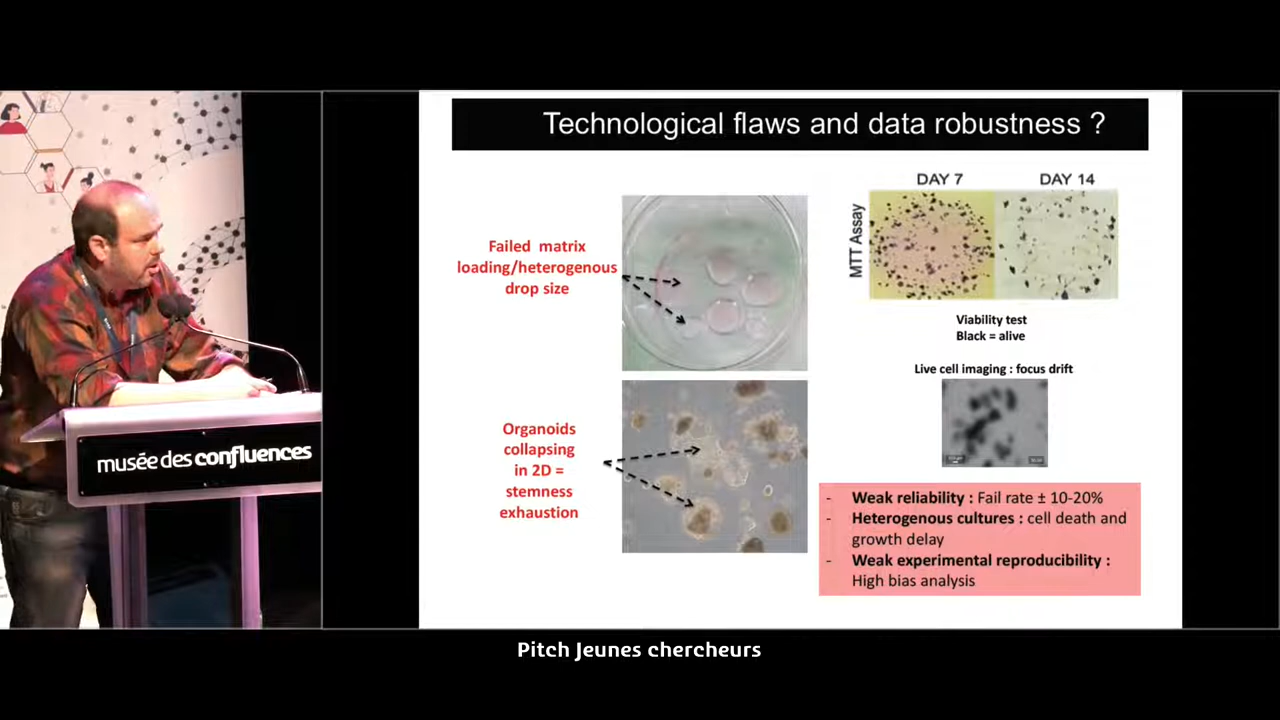 Technological flaws and data robustness ?
Failed matrix
loading/heterogenous
drop size
Organoids
collapsing
in 2D =
stemness
exhaustion
DAY 7
DAY 14
MTT Assay
Viability test
Black = alive
Live cell imaging : focus drift
- Weak reliability : Fail rate ± 10-20%
- Heterogenous cultures : cell death and
growth delay
- Weak experimental reproducibility :
High bias analysis
musée des confluences
Pitch Jeunes chercheurs